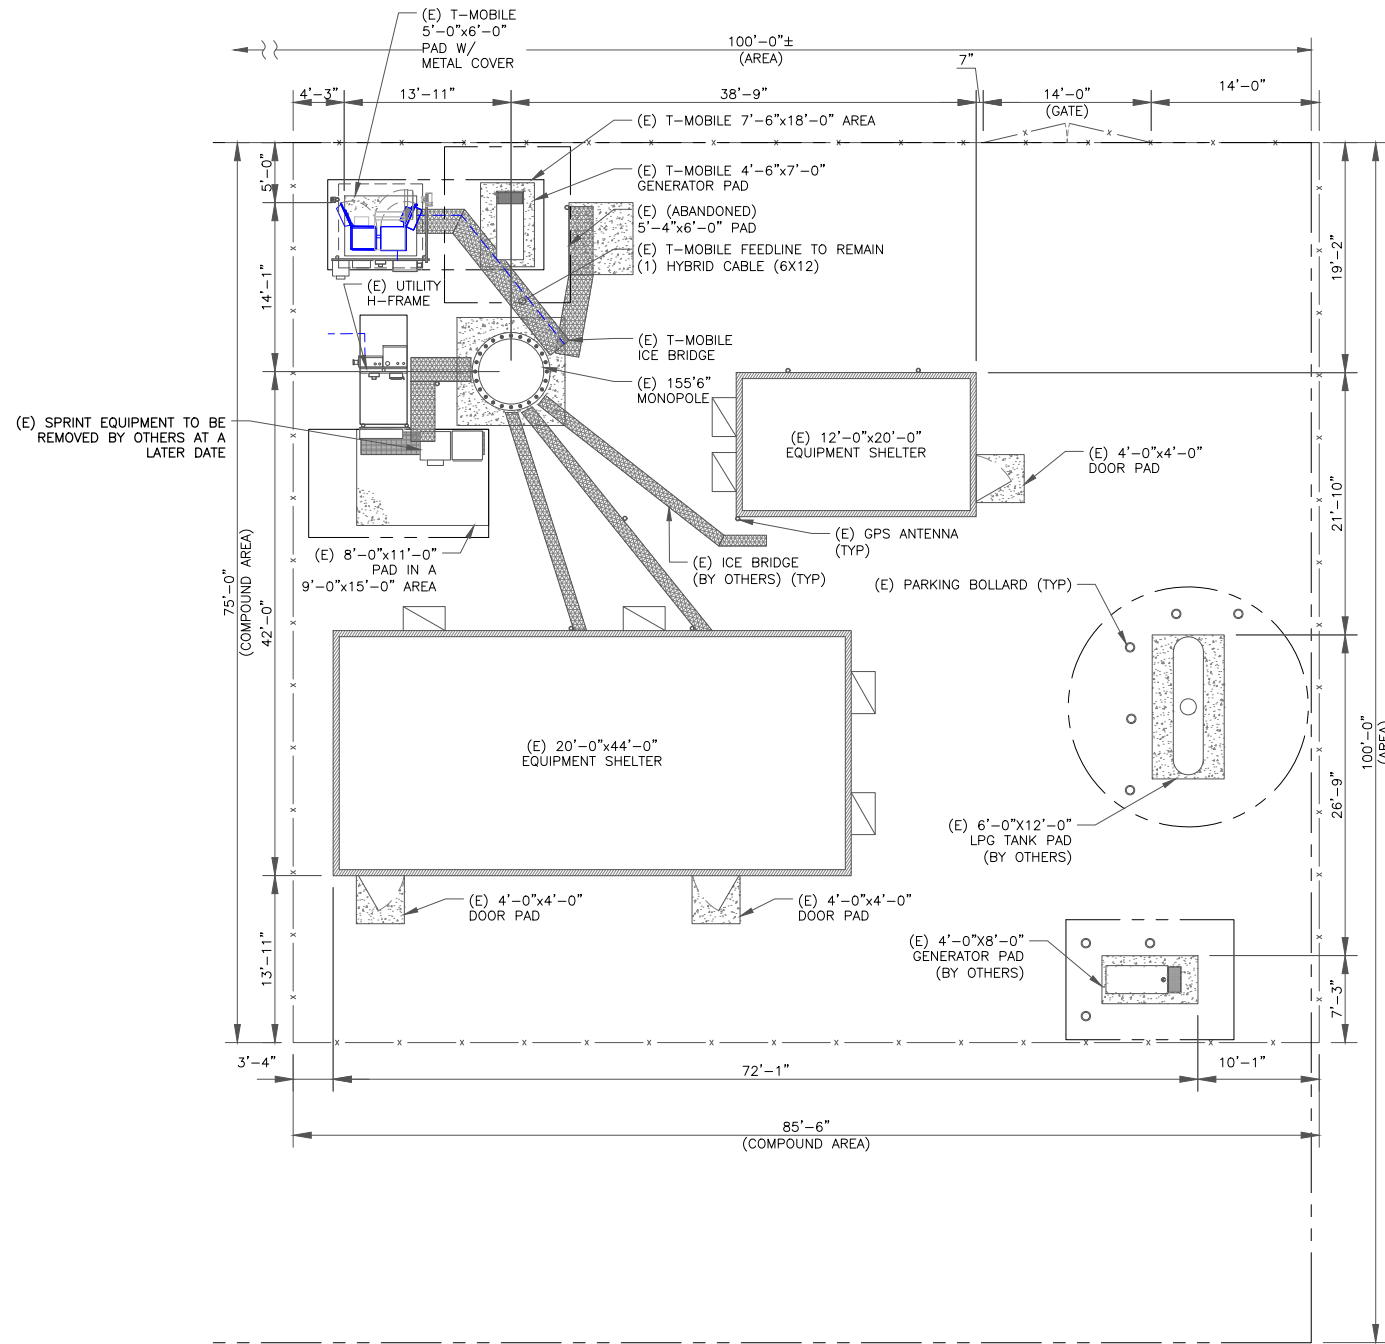 (E) T-MOBILE
5'-0"x6'-0"
PAD W/
METAL COVER
100'-0"±
(AREA)
7"
4'-3"
13'-11"
38'-9"
14'-0"
(GATE)
14'-0"
(E) T-MOBILE 7'-6"x18'-0" AREA
(E) T-MOBILE 4'-6"x7'-0"
GENERATOR PAD
(E) (ABANDONED)
5'-4"x6'-0" PAD
(E) T-MOBILE FEEDLINE TO REMAIN
(1) HYBRID CABLE (6X12)
5'-0"
14'-1"
19'-2"
(E) UTILITY
H-FRAME
(E) T-MOBILE
ICE BRIDGE
(E) 155'6"
MONOPOLE
(E) SPRINT EQUIPMENT TO BE
REMOVED BY OTHERS AT A
LATER DATE
(E) 12'-0"x20'-0"
EQUIPMENT SHELTER
(E) 4'-0"x4'-0"
DOOR PAD
21'-10"
(E) GPS ANTENNA
(TYP)
(E) 8'-0"x11'-0"
PAD IN A
9'-0"x15'-0" AREA
(E) ICE BRIDGE
(BY OTHERS) (TYP)
(E) PARKING BOLLARD (TYP)
75'-0"
(COMPOUND AREA)
42'-0"
(E) 20'-0"x44'-0"
EQUIPMENT SHELTER
100'-0"
(AREA)
26'-9"
(E) 6'-0"X12'-0"
LPG TANK PAD
(BY OTHERS)
(E) 4'-0"x4'-0"
DOOR PAD
(E) 4'-0"x4'-0"
DOOR PAD
13'-11"
(E) 4'-0"X8'-0"
GENERATOR PAD
(BY OTHERS)
7'-3"
3'-4"
72'-1"
10'-1"
85'-6"
(COMPOUND AREA)